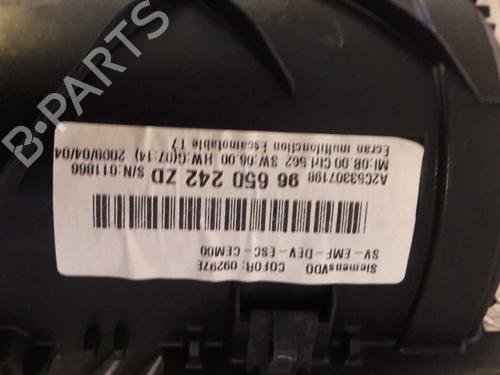 SiemensVDO COFOR: 09297E
SV-EMF-DEV-ESC-CEM00
96 650 242 ZD
A2C53307198 S/N:011866
MI:08.00 Clrl.562 SW:06.00 HW:G(07:14) 2008/04/04
Ecran multifonction Escamotable T7
B-PARTS